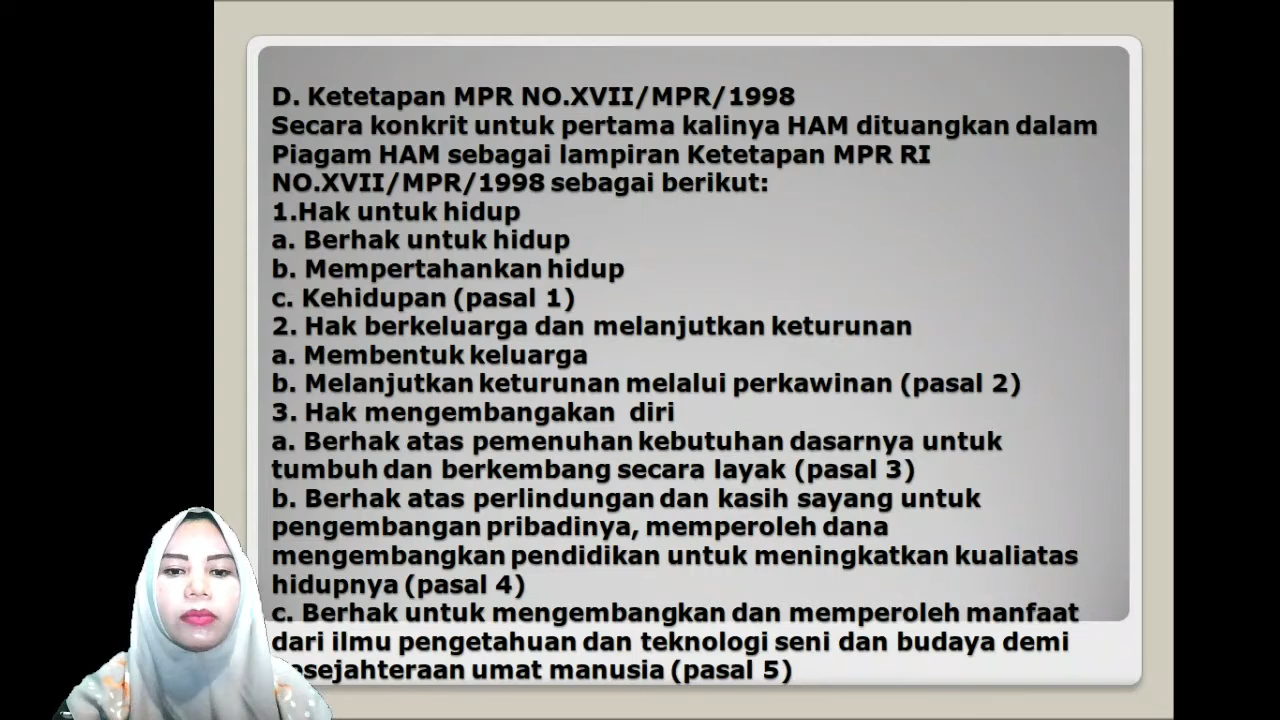 D. Ketetapan MPR NO.XVII/MPR/1998
Secara konkrit untuk pertama kalinya HAM dituangkan dalam
Piagam HAM sebagai lampiran Ketetapan MPR RI
NO.XVII/MPR/1998 sebagai berikut:
1.Hak untuk hidup
a. Berhak untuk hidup
b. Mempertahankan hidup
c. Kehidupan (pasal 1)
2. Hak berkeluarga dan melanjutkan keturunan
a. Membentuk keluarga
b. Melanjutkan keturunan melalui perkawinan (pasal 2)
3. Hak mengembangakan diri
a. Berhak atas pemenuhan kebutuhan dasarnya untuk
tumbuh dan berkembang secara layak (pasal 3)
b. Berhak atas perlindungan dan kasih sayang untuk
pengembangan pribadinya, memperoleh dana
mengembangkan pendidikan untuk meningkatkan kualiatas
hidupnya (pasal 4)
c. Berhak untuk mengembangkan dan memperoleh manfaat
dari ilmu pengetahuan dan teknologi seni dan budaya demi
umat manusia (pasal 5)